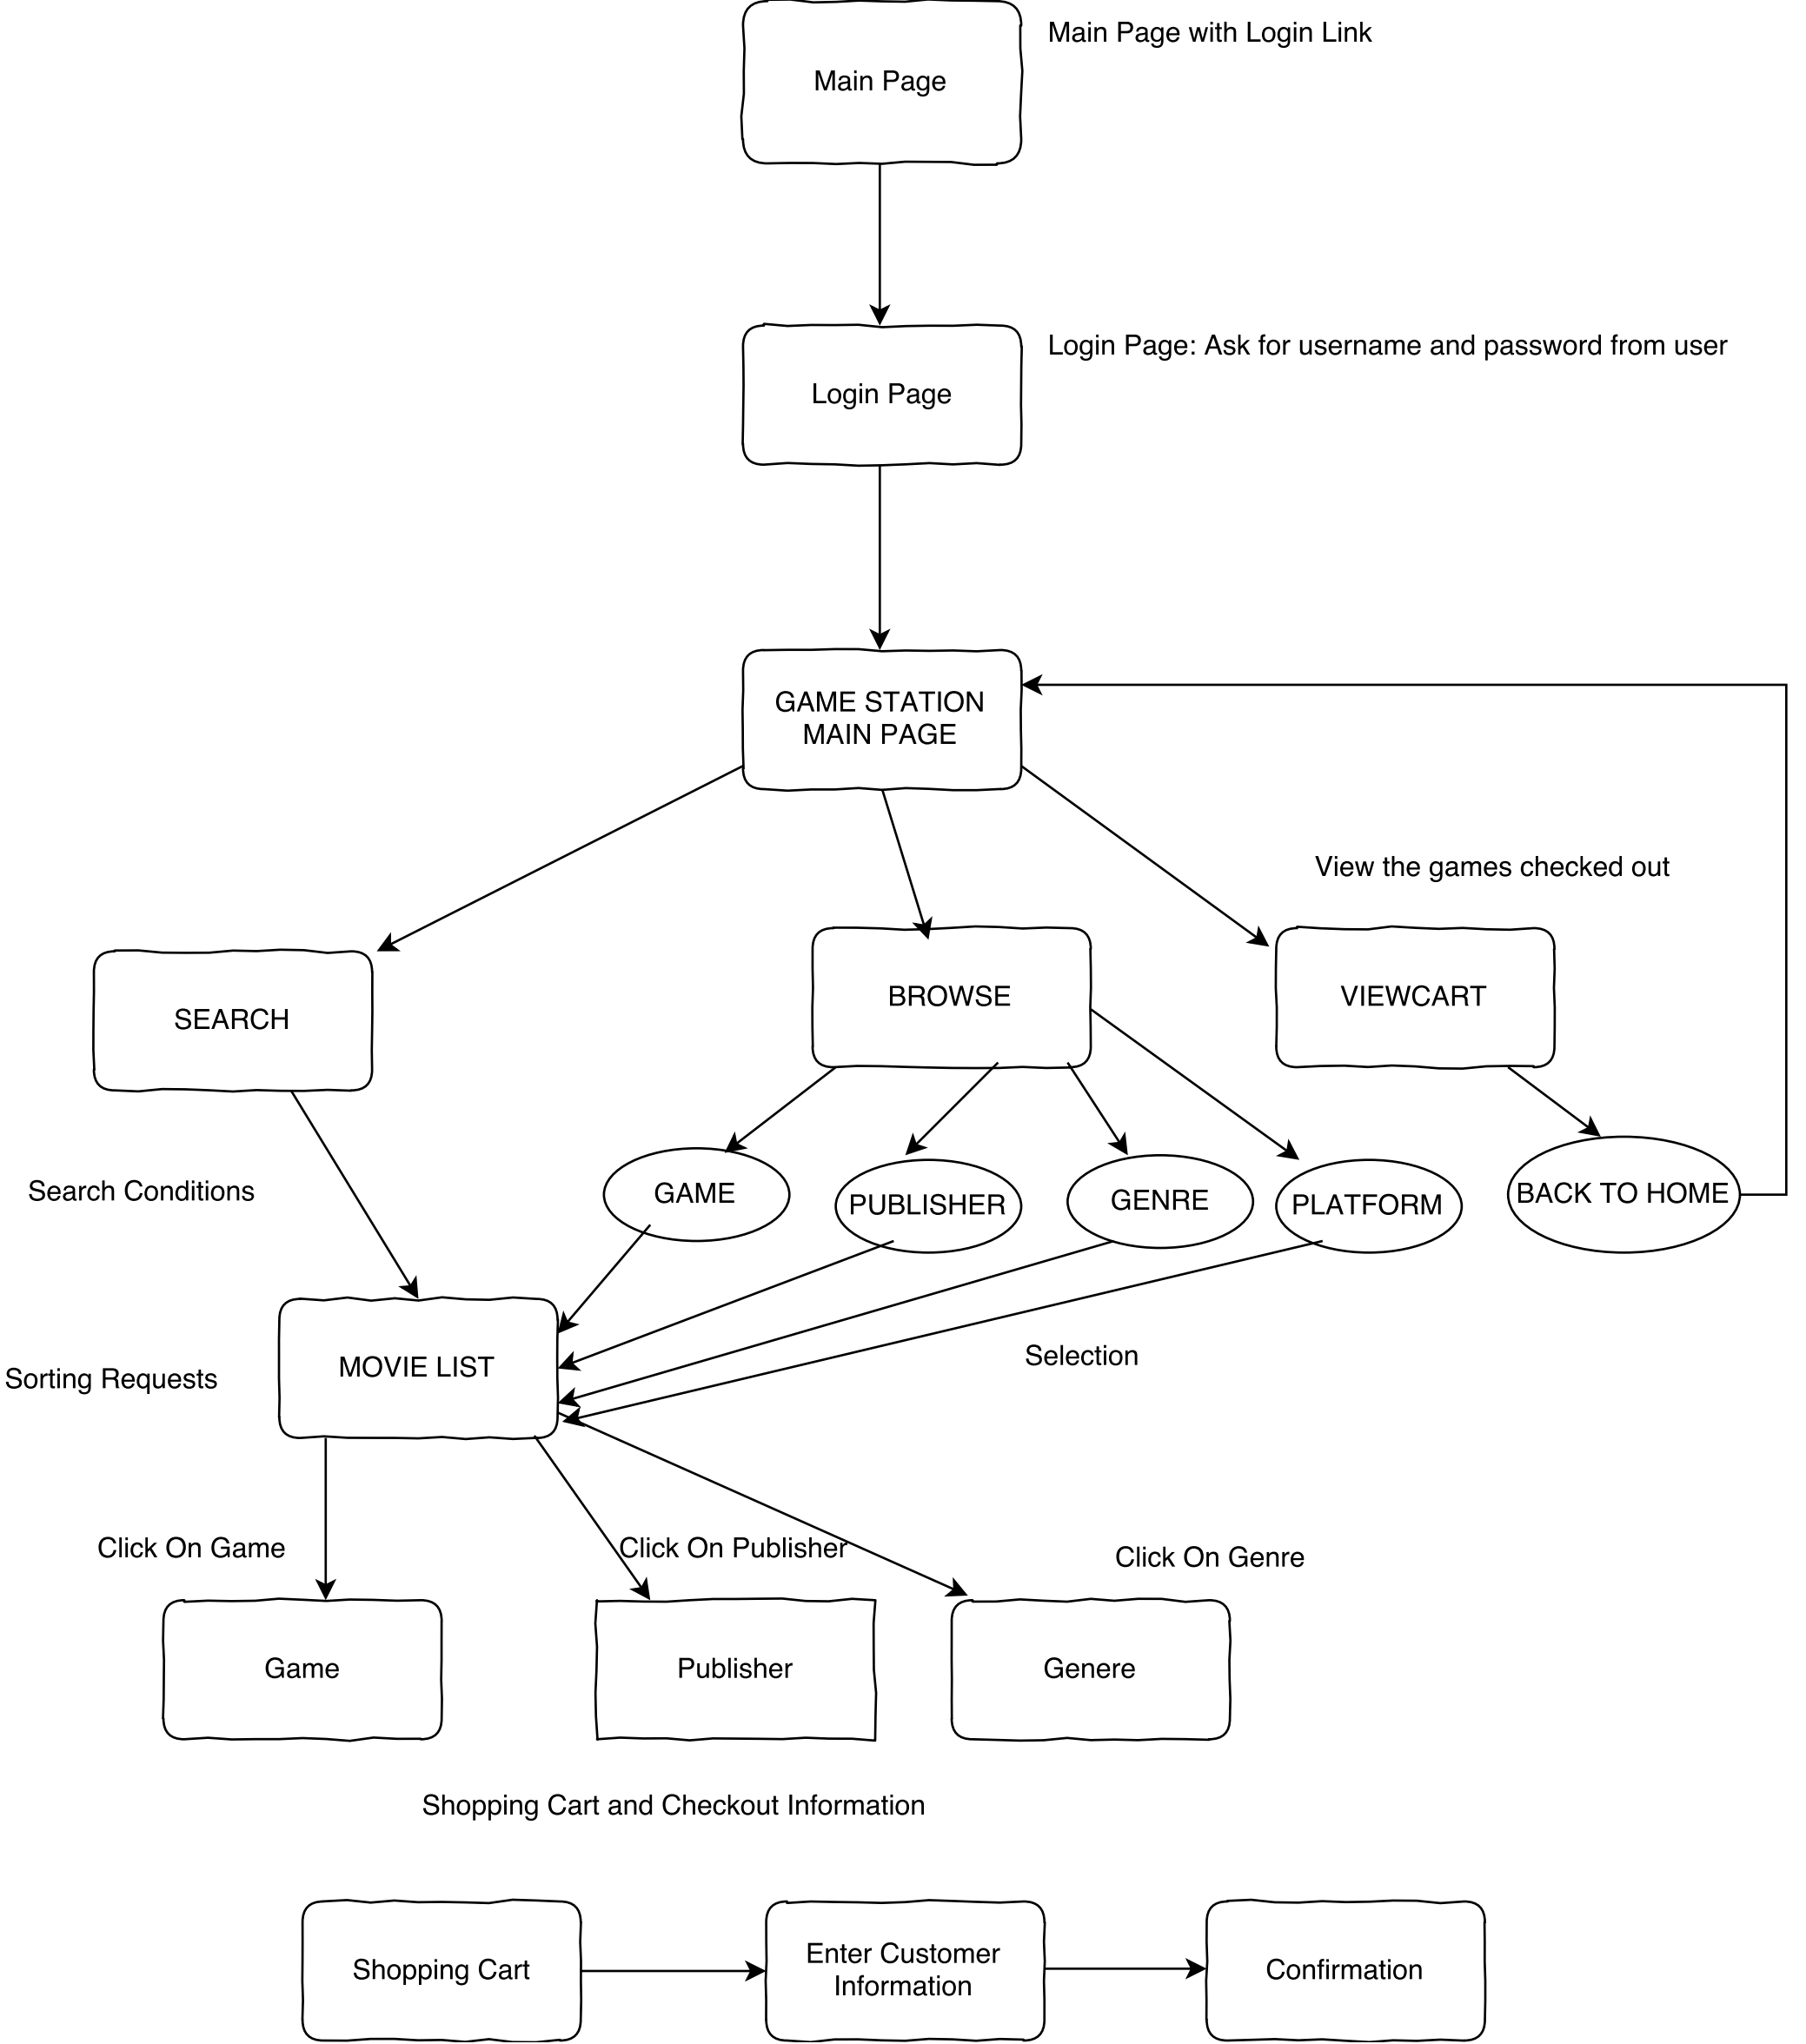 Main Page with Login Link
Main Page
Login Page: Ask for username and password from user
Login Page
GAME STATION
MAIN PAGE
View the games checked out
SEARCH
BROWSE
VIEWCART
Search Conditions
GAME
PUBLISHER
GENRE
PLATFORM
BACK TO HOME
Sorting Requests
MOVIE LIST
Selection
Click On Game
Click On Publisher
Click On Genre
Game
Publisher
Genere
Shopping Cart and Checkout Information
Shopping Cart
Enter Customer
Information
Confirmation